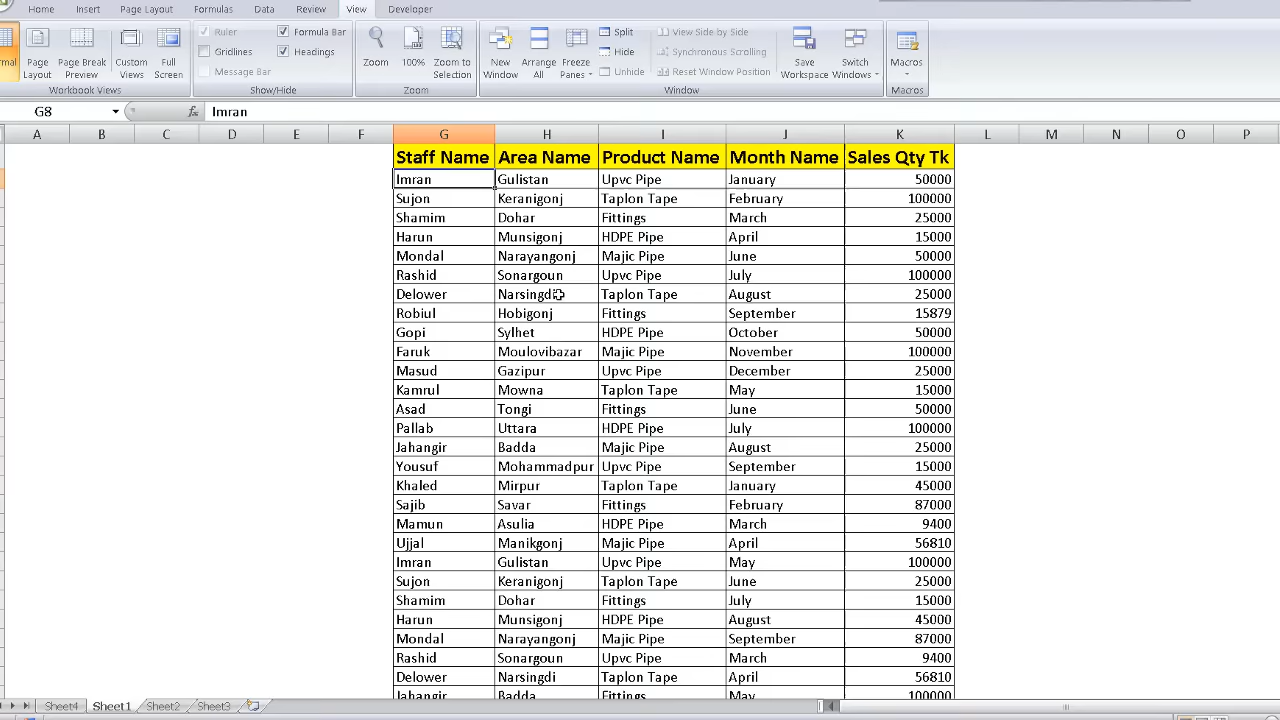 Home Insert Page Layout Formulas Data Review View Developer
Ruler Formula Bar
Gridlines Headings
Message Bar
Page Layout Page Break Preview Custom Views Full Screen
Zoom 100% Zoom to Selection
New Window Arrange All Freeze Panes
Split
Hide
Unhide
View Side by Side
Synchronous Scrolling
Reset Window Position
Save Workspace Switch Windows
Macros
Workbook Views Show/Hide Zoom Window Macros
G8 fx Imran
A B C D E F G H I J K L M N O P
Staff Name Area Name Product Name Month Name Sales Qty Tk
Imran Gulistan Upvc Pipe January 50000
Sujon Keranigonj Taplon Tape February 100000
Shamim Dohar Fittings March 25000
Harun Munsigonj HDPE Pipe April 15000
Mondal Narayangonj Majic Pipe June 50000
Rashid Sonargoun Upvc Pipe July 100000
Delower Narsingdi Taplon Tape August 25000
Robiul Hobigonj Fittings September 15879
Gopi Sylhet HDPE Pipe October 50000
Faruk Moulovibazar Majic Pipe November 100000
Masud Gazipur Upvc Pipe December 25000
Kamrul Mowna Taplon Tape May 15000
Asad Tongi Fittings June 50000
Pallab Uttara HDPE Pipe July 100000
Jahangir Badda Majic Pipe August 25000
Yousuf Mohammadpur Upvc Pipe September 15000
Khaled Mirpur Taplon Tape January 45000
Sajib Savar Fittings February 87000
Mamun Asulia HDPE Pipe March 9400
Ujjal Manikgonj Majic Pipe April 56810
Imran Gulistan Upvc Pipe May 100000
Sujon Keranigonj Taplon Tape June 25000
Shamim Dohar Fittings July 15000
Harun Munsigonj HDPE Pipe August 45000
Mondal Narayangonj Majic Pipe September 87000
Rashid Sonargoun Upvc Pipe March 9400
Delower Narsingdi Taplon Tape April 56810
Jahangir Badda Majic Pipe May 100000
Sheet4 Sheet1 Sheet2 Sheet3